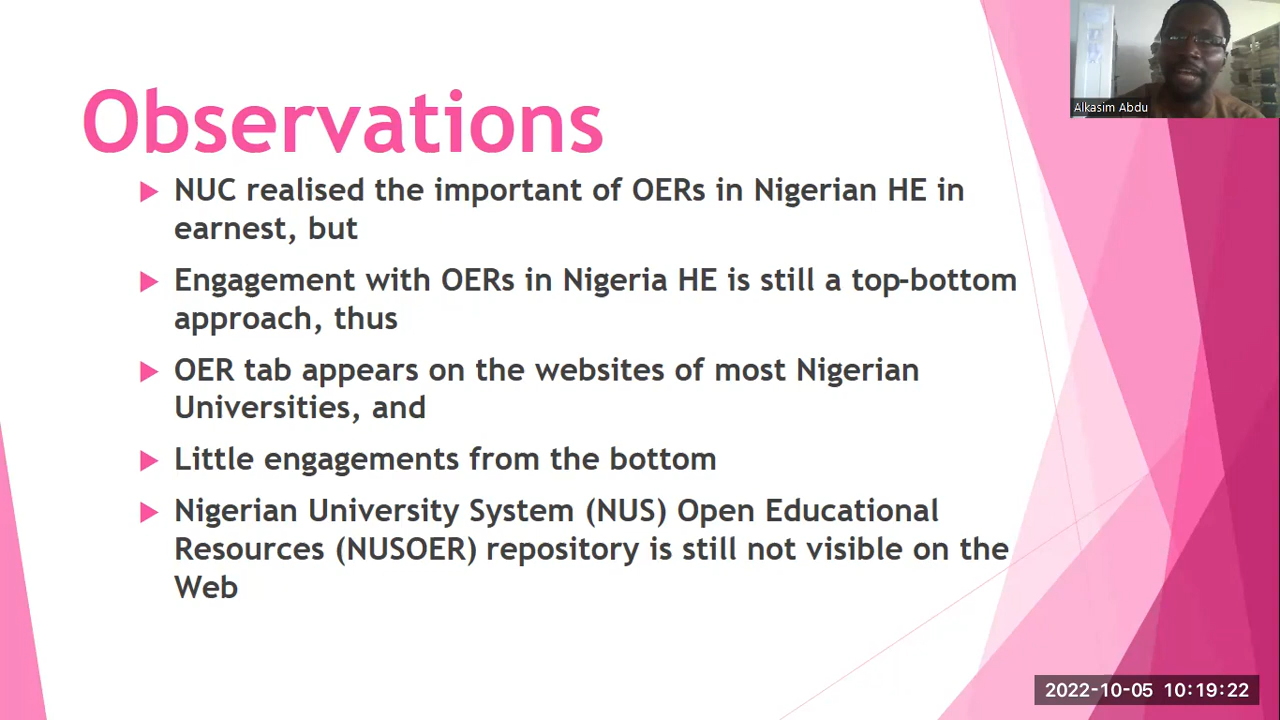 Observations
NUC realised the important of OERs in Nigerian HE in
earnest, but
Engagement with OERs in Nigeria HE is still a top-bottom
approach, thus
OER tab appears on the websites of most Nigerian
Universities, and
Little engagements from the bottom
Nigerian University System (NUS) Open Educational
Resources (NUSOER) repository is still not visible on the
Web
Alkasim Abdu
2022-10-05 10:19:22